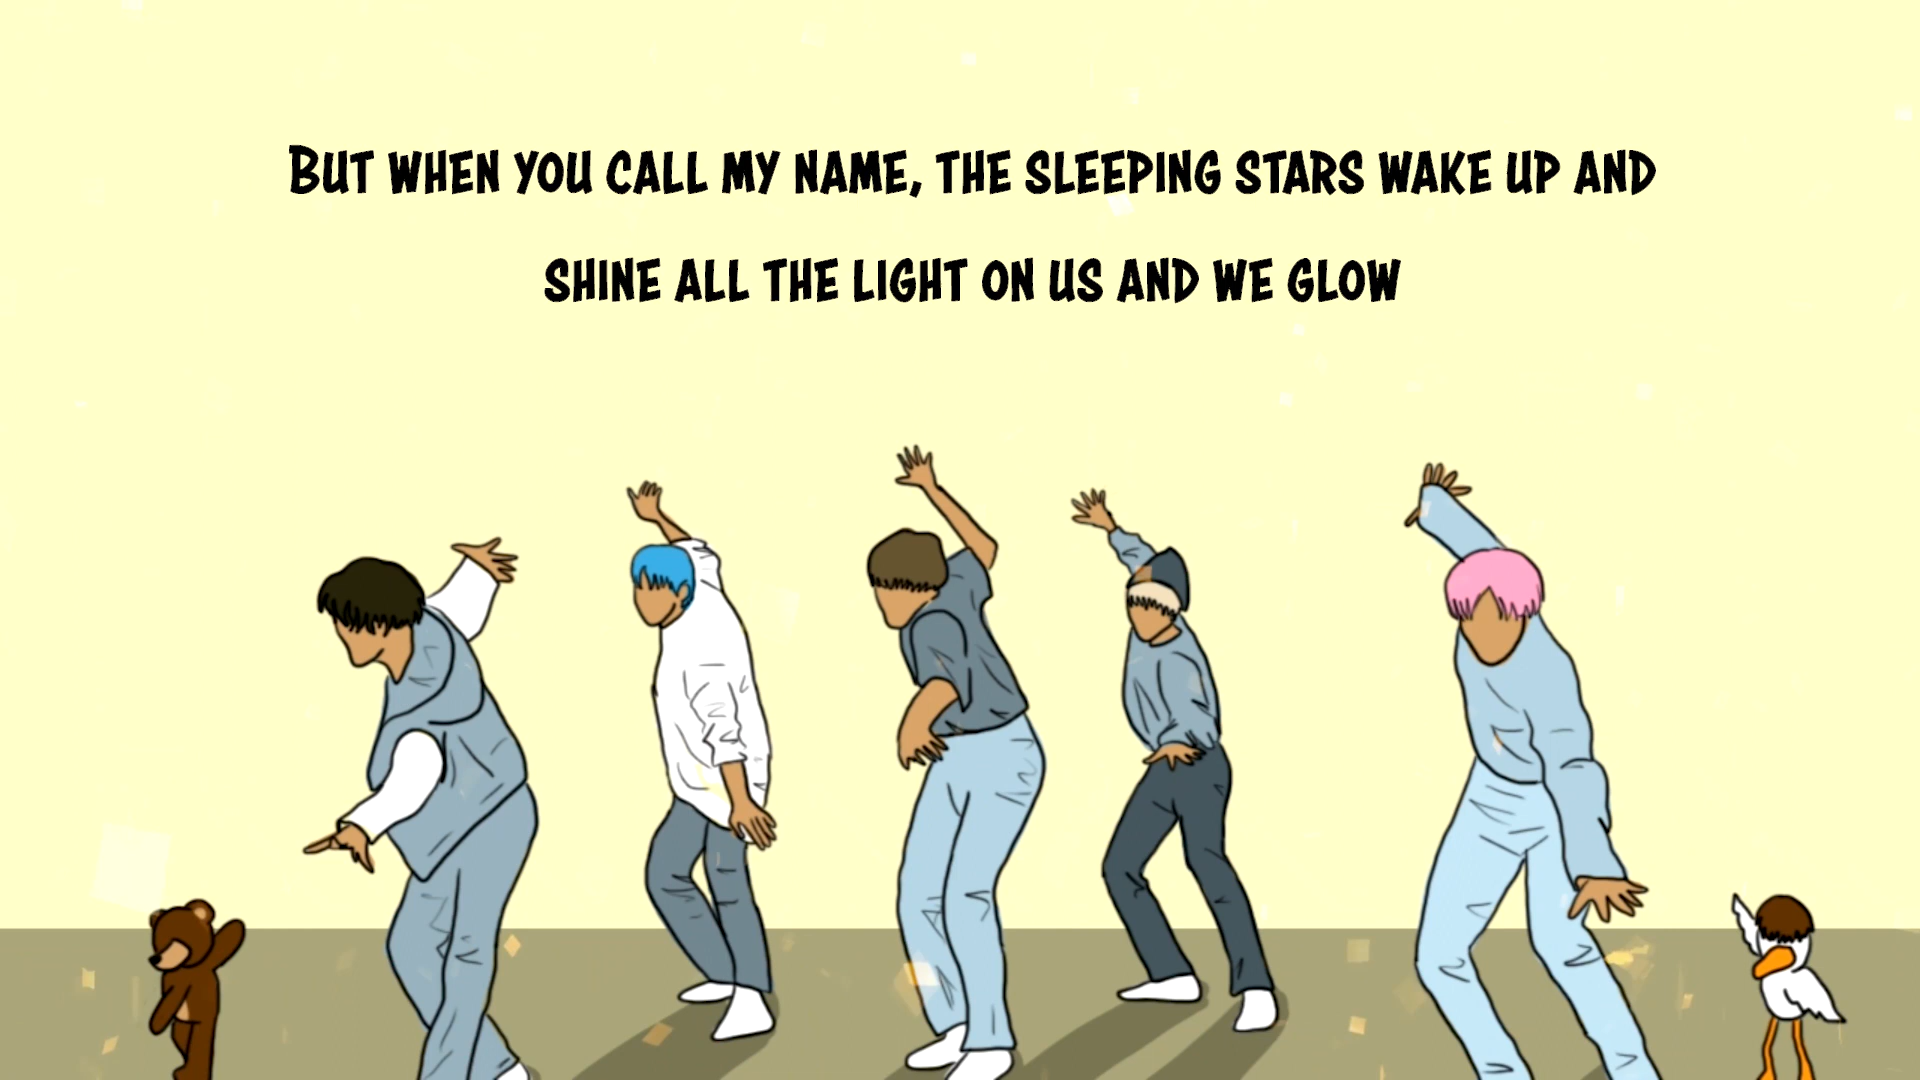 But when you call my name, the sleeping stars wake up and
shine all the light on us and we glow